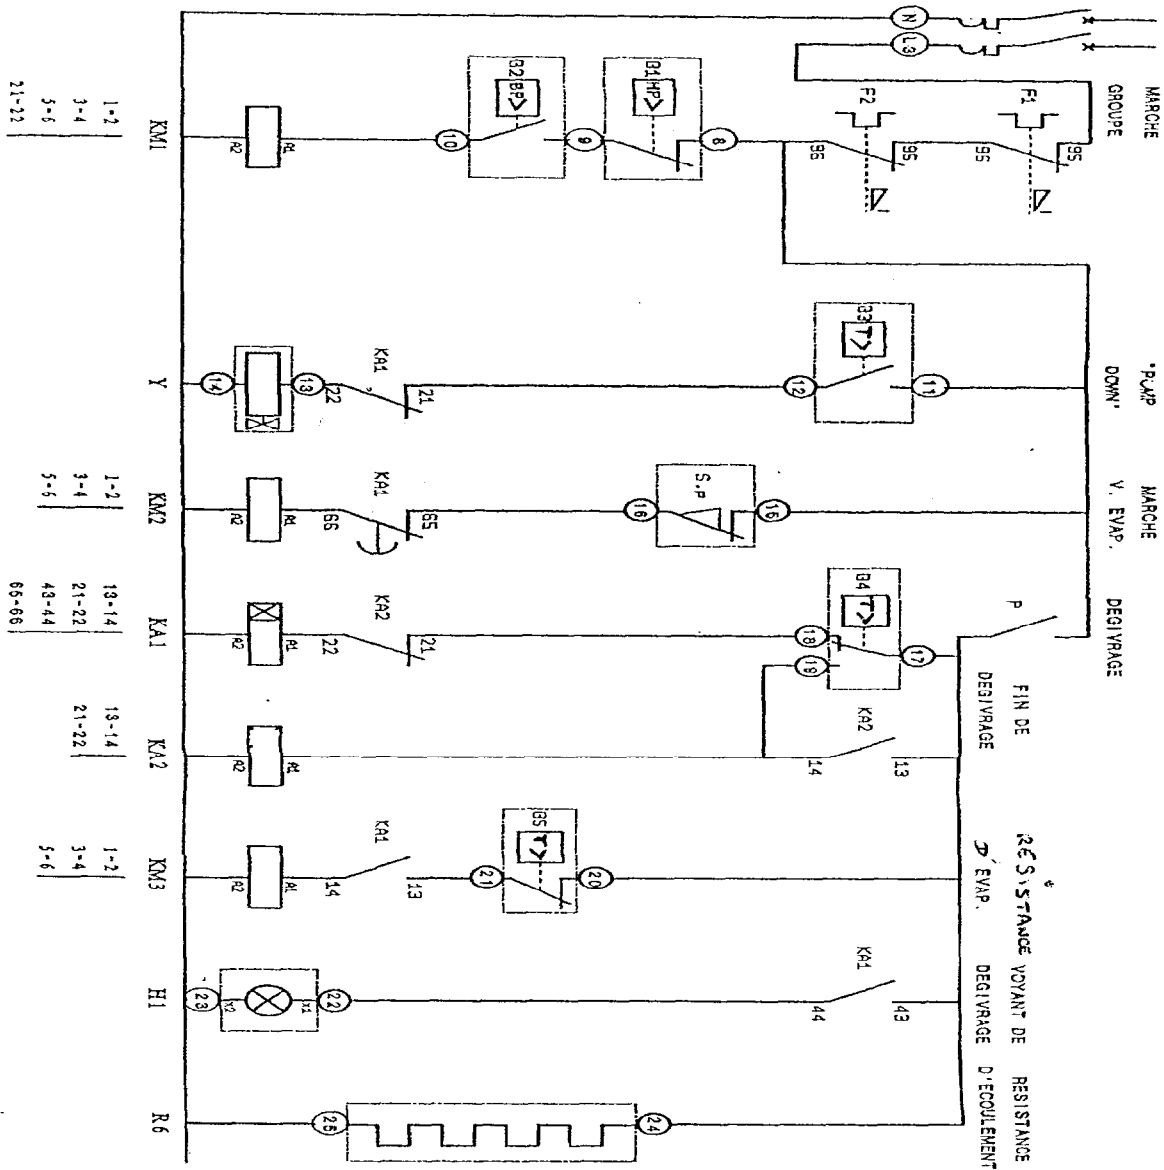 N
L3
MARCHE
GROUPE
F1
95
96
F2
95
96
8
B1 HP
9
B2 BP
10
A1
A2
KM1
1-2
3-4
5-6
21-22
"PUMP
DOWN"
11
B3
T>
12
21
KA1
22
13
14
Y
MARCHE
V. EVAP.
15
S.P
16
65
KA1
66
A1
A2
KM2
1-2
3-4
5-6
DEGIVRAGE
P
17
B4
T>
18
19
21
KA2
22
A1
A2
KA1
13-14
21-22
43-44
65-66
FIN DE
DEGIVRAGE
13
KA2
14
A1
A2
KA2
13-14
21-22
RÉSISTANCE
D'EVAP.
20
B5
T>
21
13
KA1
14
A1
A2
KM3
1-2
3-4
5-6
VOYANT DE
DEGIVRAGE
43
KA1
44
22
X1
X2
23
H1
RESISTANCE
D'ECOULEMENT
24
25
R6